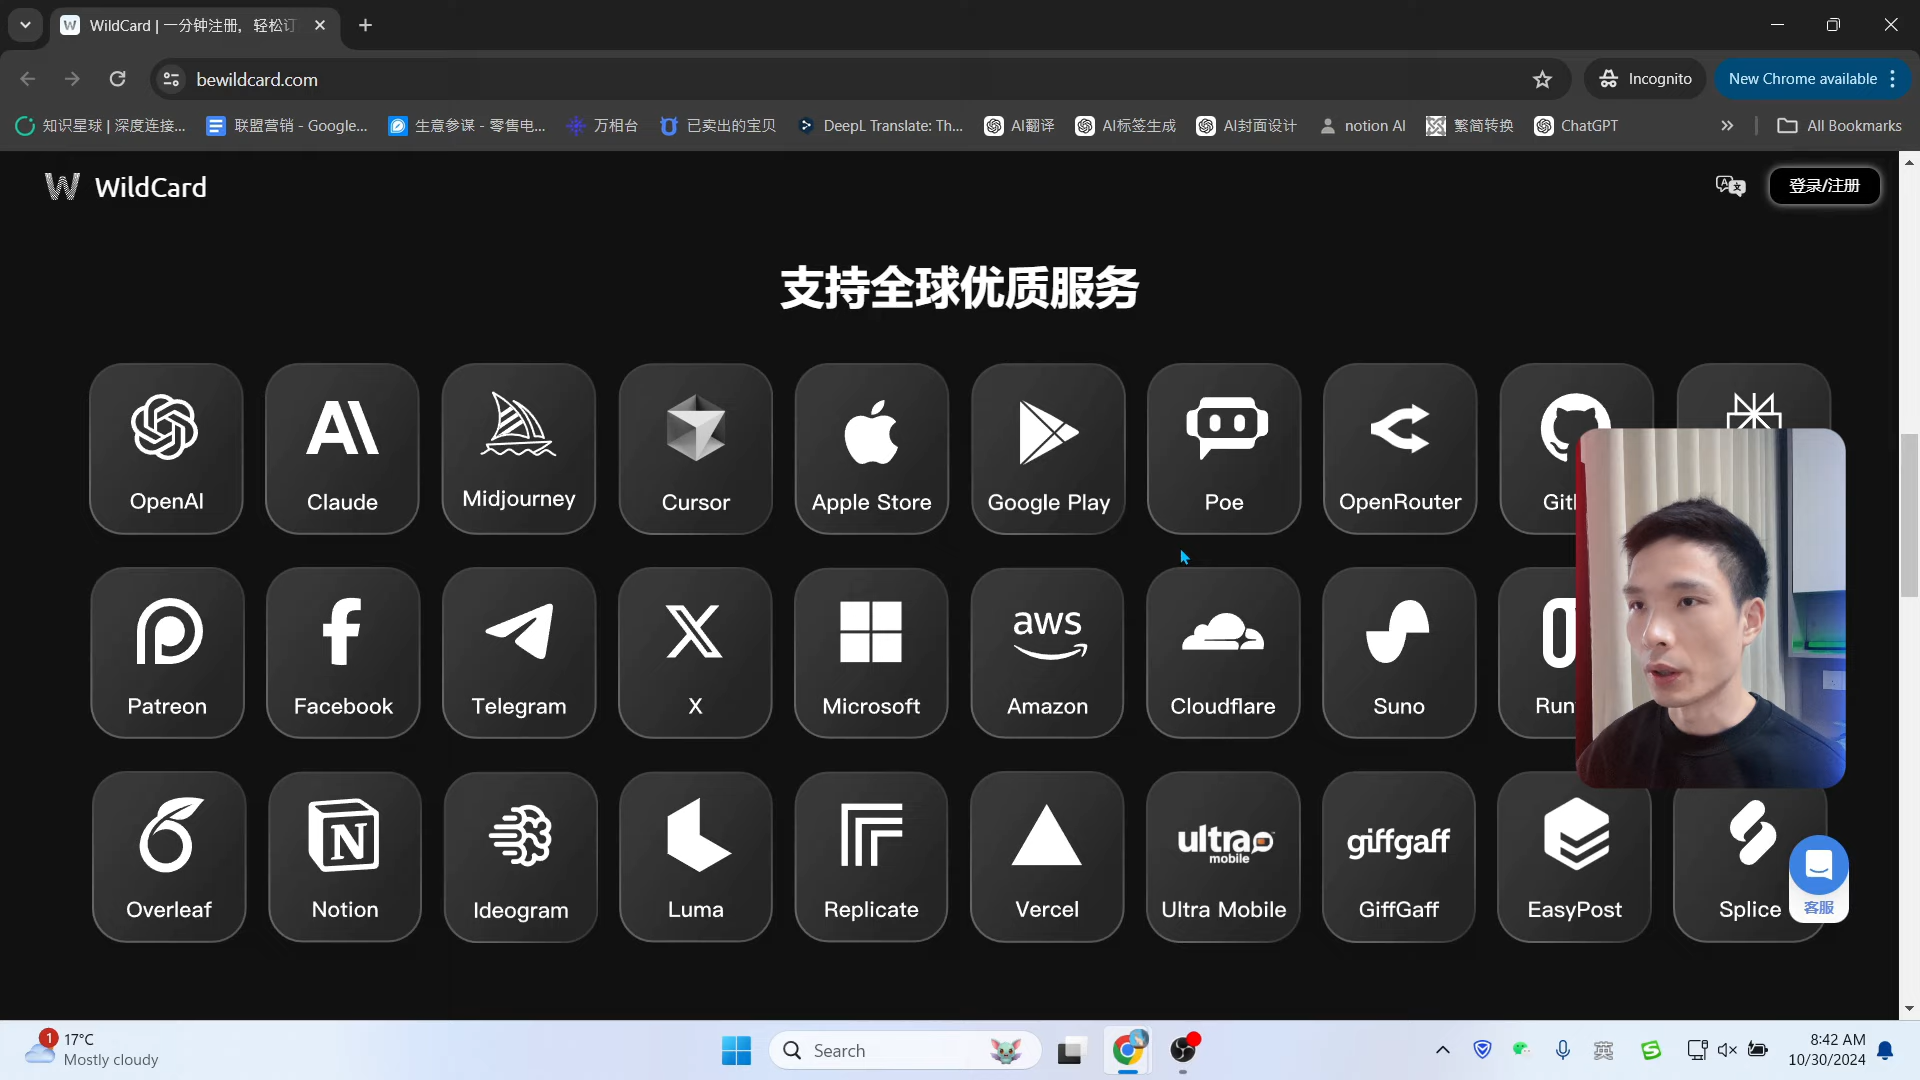 WildCard | 一分钟注册，轻松订
bewildcard.com
Incognito
New Chrome available
知识星球 | 深度连接...
联盟营销 - Google...
生意参谋 - 零售电...
万相台
已卖出的宝贝
DeepL Translate: Th...
AI翻译
AI标签生成
AI封面设计
notion AI
繁简转换
ChatGPT
All Bookmarks
WildCard
登录/注册
支持全球优质服务
OpenAI
Claude
Midjourney
Cursor
Apple Store
Google Play
Poe
OpenRouter
Patreon
Facebook
Telegram
X
Microsoft
aws
Amazon
Cloudflare
Suno
Overleaf
Notion
Ideogram
Luma
Replicate
Vercel
ultra mobile
Ultra Mobile
giffgaff
GiffGaff
EasyPost
Splice
客服
1
17°C
Mostly cloudy
Search
英
8:42 AM
10/30/2024